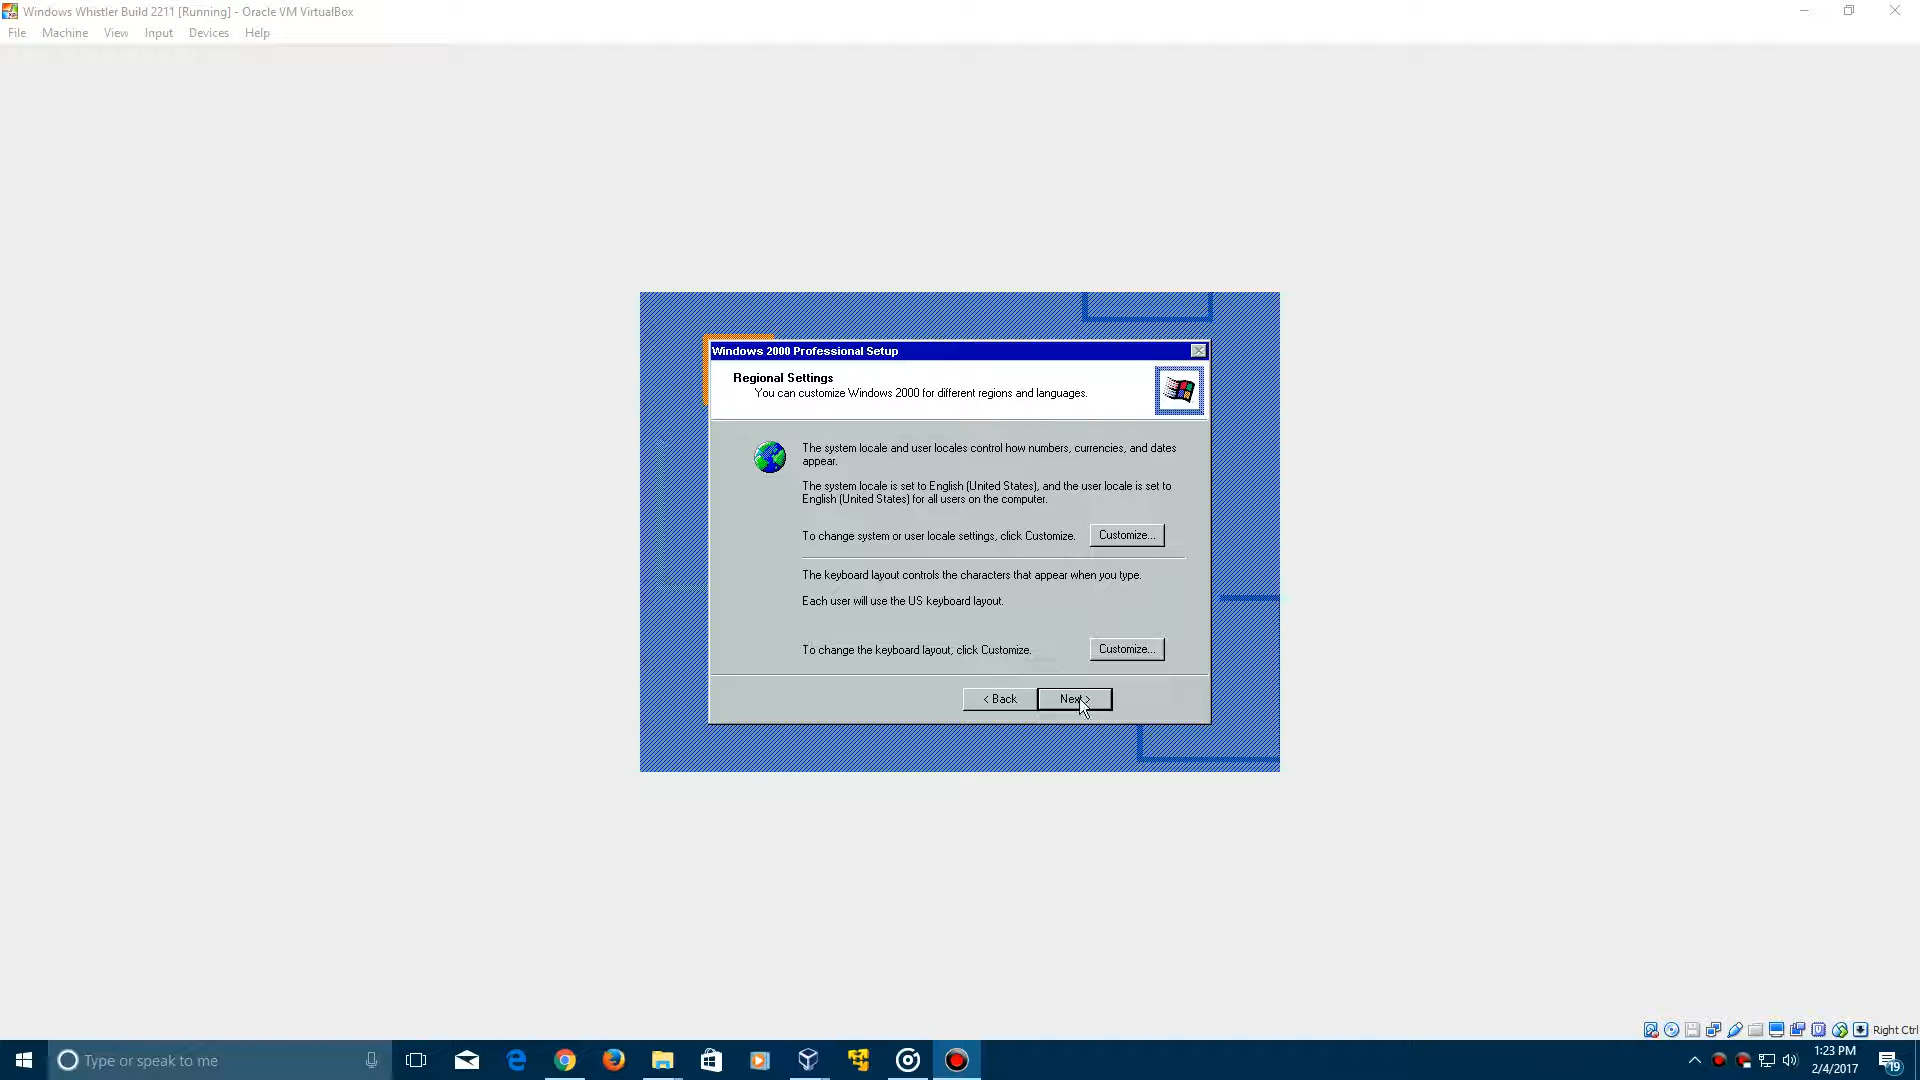 Windows Whistler Build 2211 [Running] - Oracle VM VirtualBox
File Machine View Input Devices Help
Windows 2000 Professional Setup
Regional Settings
You can customize Windows 2000 for different regions and languages.
The system locale and user locales control how numbers, currencies, and dates
appear.
The system locale is set to English (United States), and the user locale is set to
English (United States) for all users on the computer.
To change system or user locale settings, click Customize. Customize...
The keyboard layout controls the characters that appear when you type.
Each user will use the US keyboard layout.
To change the keyboard layout, click Customize. Customize...
< Back Next >
Right Ctrl
Type or speak to me
1:23 PM
2/4/2017
19